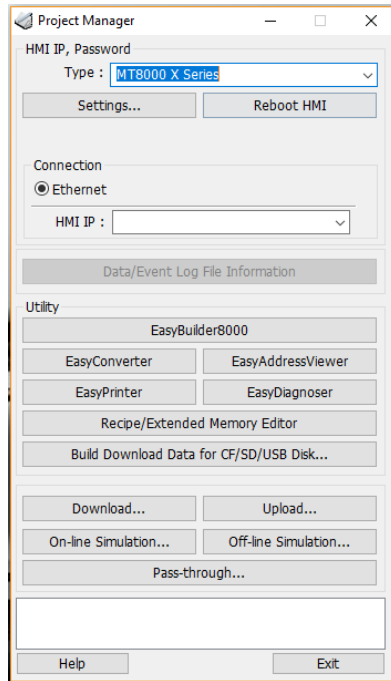 Project Manager
HMI IP, Password
Type : MT8000 X Series
Settings... Reboot HMI
Connection
Ethernet
HMI IP :
Data/Event Log File Information
Utility
EasyBuilder8000
EasyConverter EasyAddressViewer
EasyPrinter EasyDiagnoser
Recipe/Extended Memory Editor
Build Download Data for CF/SD/USB Disk...
Download... Upload...
On-line Simulation... Off-line Simulation...
Pass-through...
Help Exit